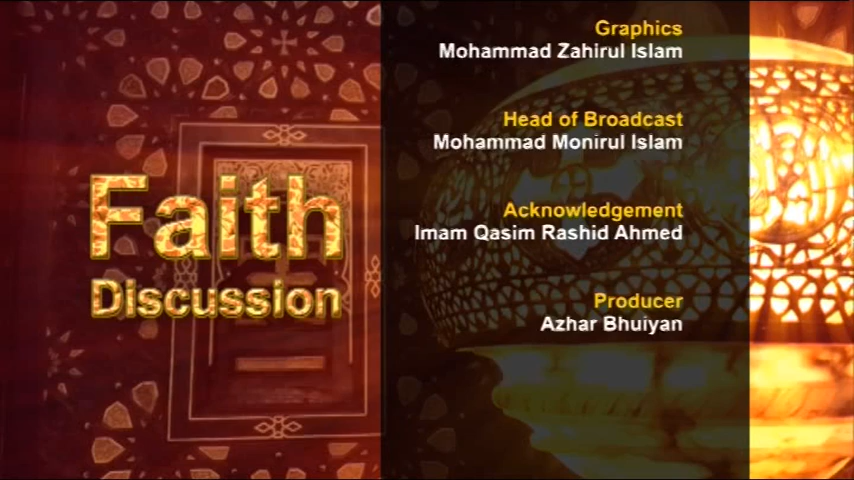 Faith
Discussion
Graphics
Mohammad Zahirul Islam
Head of Broadcast
Mohammad Monirul Islam
Acknowledgement
Imam Qasim Rashid Ahmed
Producer
Azhar Bhuiyan